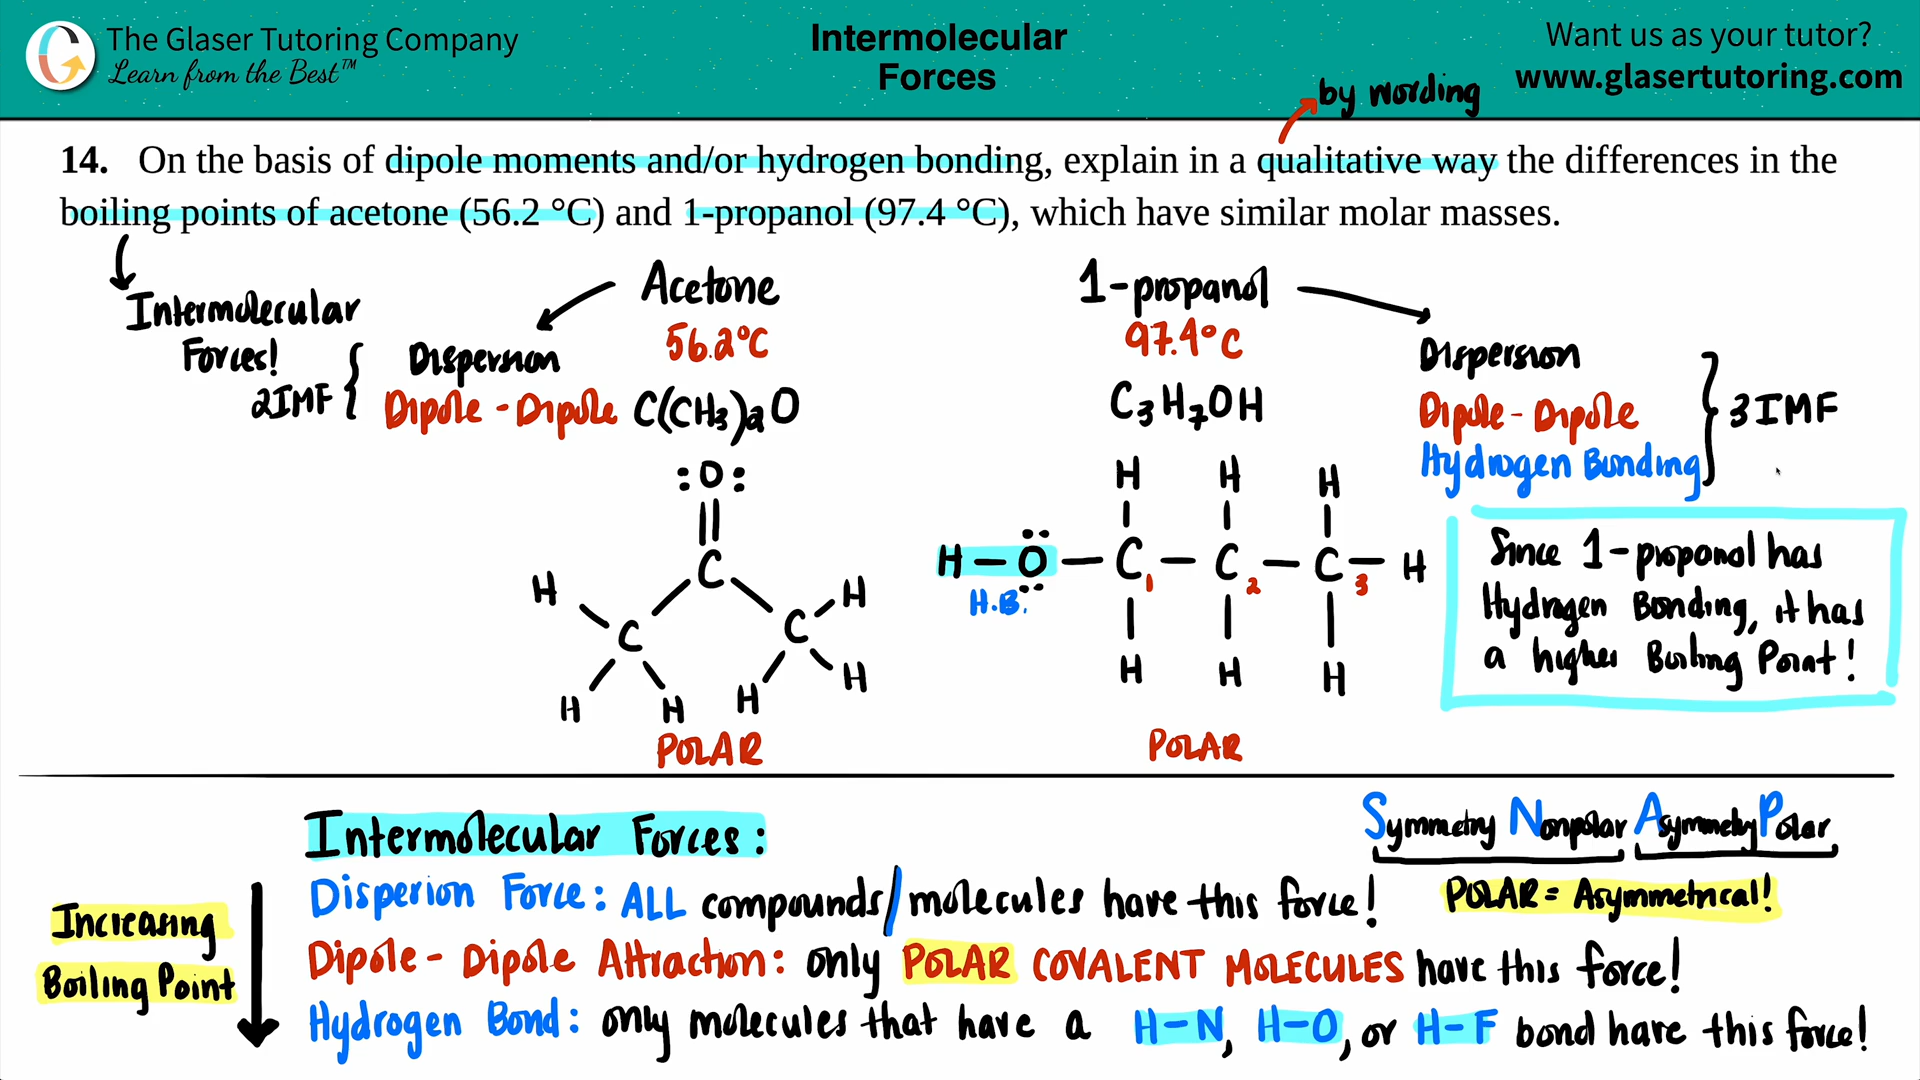 The Glaser Tutoring Company
Learn from the Best™
Intermolecular
Forces
Want us as your tutor?
www.glasertutoring.com
by wording
14. On the basis of dipole moments and/or hydrogen bonding, explain in a qualitative way the differences in the
boiling points of acetone (56.2 °C) and 1-propanol (97.4 °C), which have similar molar masses.
Intermolecular
Forces!
2IMF
Acetone
56.2°C
Dispersion
Dipole-Dipole
C(CH₃)₂O
1-propanol
97.4°C
C₃H₇OH
Dispersion
Dipole-Dipole
Hydrogen Bonding
3IMF
:O:
C
H C C H
H H H H
POLAR
H H H
H-O-C₁-C₂-C₃-H
H.B.
H H H
POLAR
Since 1-propanol has
Hydrogen Bonding, it has
a higher Boiling Point!
Intermolecular Forces:
Symmetry Nonpolar Asymmetry Polar
POLAR = Asymmetrical!
Increasing
Boiling Point
Disperion Force: ALL compounds/molecules have this force!
Dipole-Dipole Attraction: only POLAR COVALENT MOLECULES have this force!
Hydrogen Bond: only molecules that have a H-N, H-O, or H-F bond have this force!